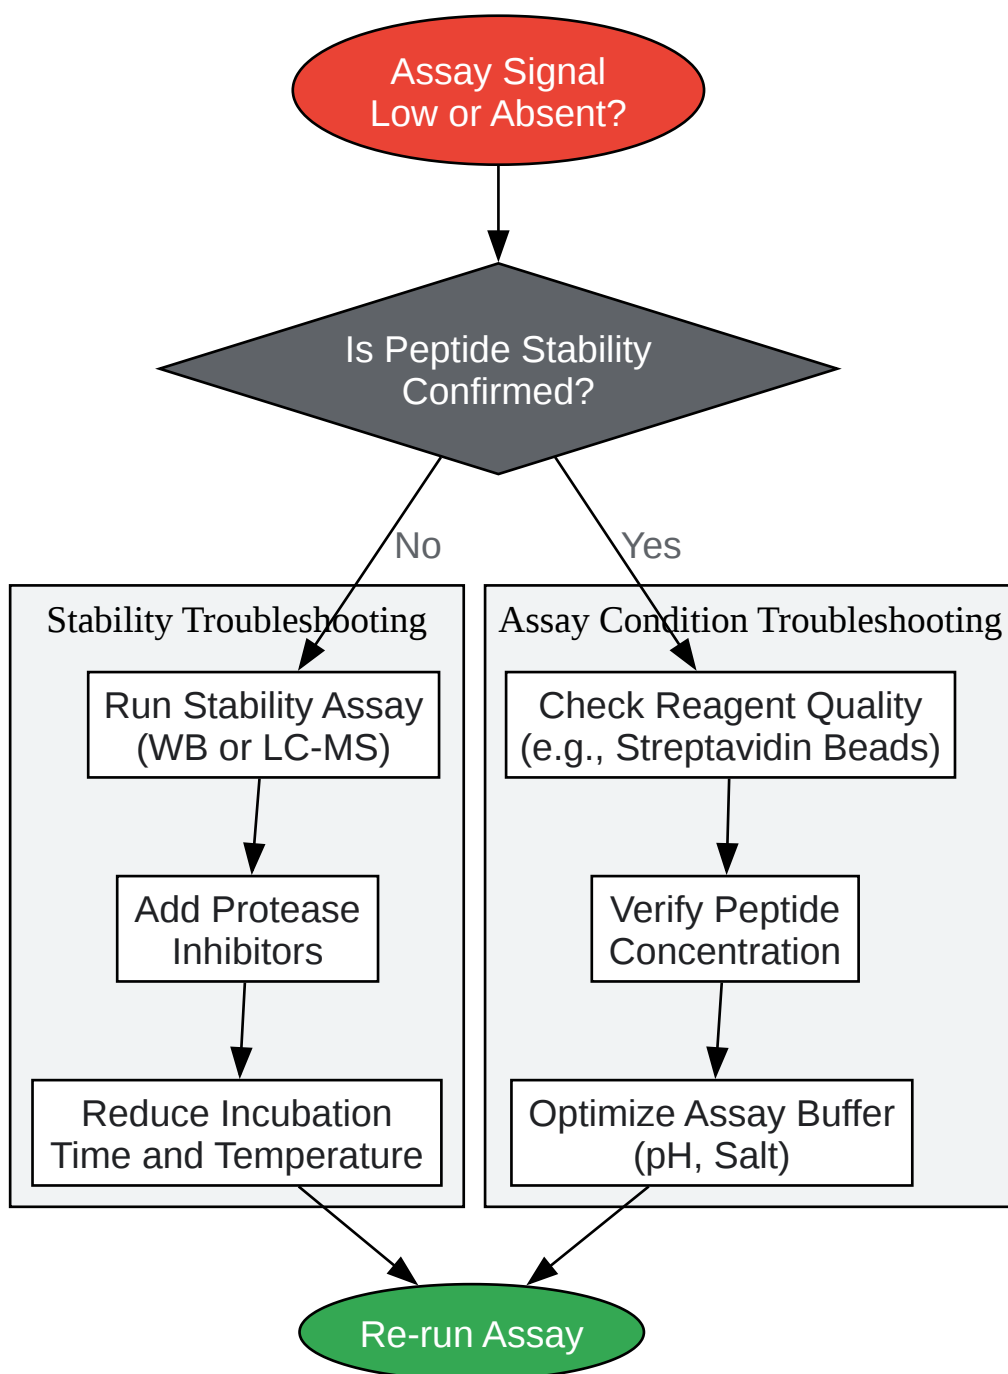 Assay Signal
Low or Absent?
Is Peptide Stability
Confirmed?
No
Yes
Stability Troubleshooting
Run Stability Assay
(WB or LC-MS)
Add Protease
Inhibitors
Reduce Incubation
Time and Temperature
Assay Condition Troubleshooting
Check Reagent Quality
(e.g., Streptavidin Beads)
Verify Peptide
Concentration
Optimize Assay Buffer
(pH, Salt)
Re-run Assay